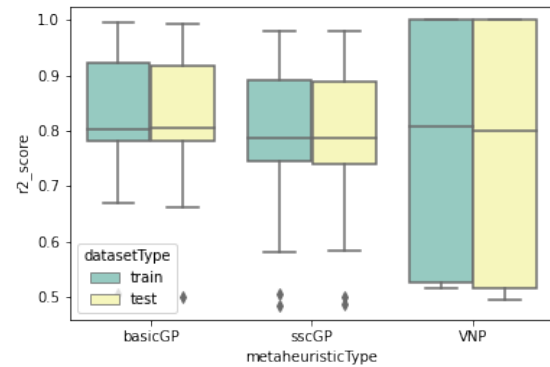 1.0
0.9
0.8
0.7
0.6
0.5
r2_score
datasetType
train
test
basicGP sscGP VNP
metaheuristicType